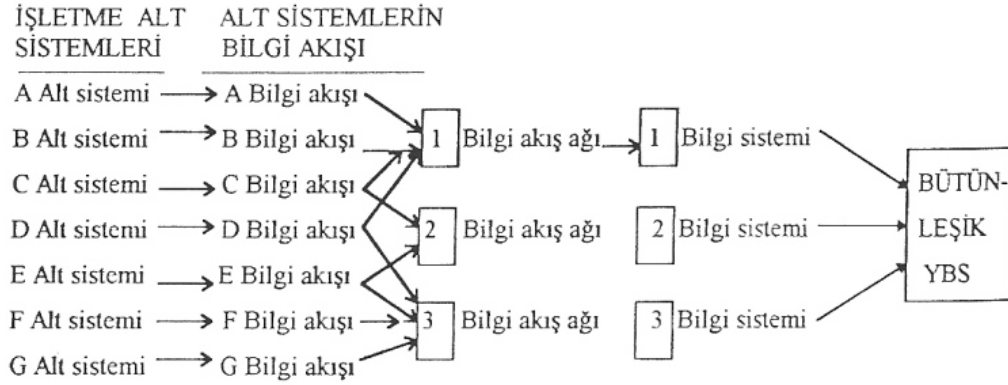 İŞLETME ALT ALT SİSTEMLERİN
SİSTEMLERİ BİLGİ AKIŞI
A Alt sistemi A Bilgi akışı
B Alt sistemi B Bilgi akışı 1 Bilgi akış ağı 1 Bilgi sistemi
C Alt sistemi C Bilgi akışı BÜTÜN-
D Alt sistemi D Bilgi akışı 2 Bilgi akış ağı 2 Bilgi sistemi LEŞİK
E Alt sistemi E Bilgi akışı YBS
F Alt sistemi F Bilgi akışı 3 Bilgi akış ağı 3 Bilgi sistemi
G Alt sistemi G Bilgi akışı